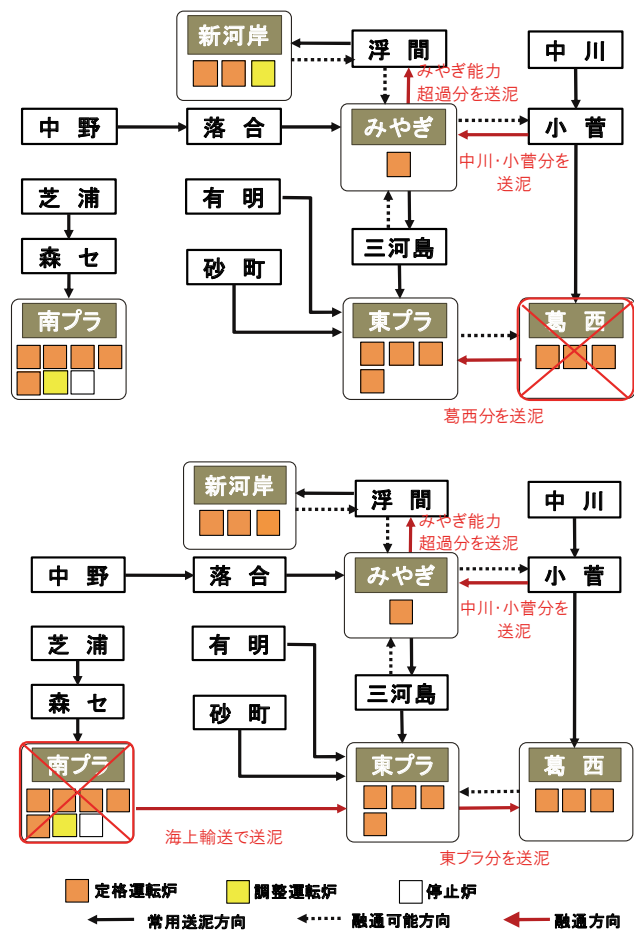 新河岸
浮 間
中 川
みやぎ能力
超過分を送泥
中 野
落 合
みやぎ
小 菅
中川・小菅分を
送泥
芝 浦
有 明
三河島
森 セ
砂 町
南プラ
東プラ
葛 西
葛西分を送泥
新河岸
浮 間
中 川
みやぎ能力
超過分を送泥
中 野
落 合
みやぎ
小 菅
中川・小菅分を
送泥
芝 浦
有 明
森 セ
三河島
砂 町
南プラ
東プラ
葛 西
海上輸送で送泥
東プラ分を送泥
定格運転炉
調整運転炉
停止炉
常用送泥方向
融通可能方向
融通方向